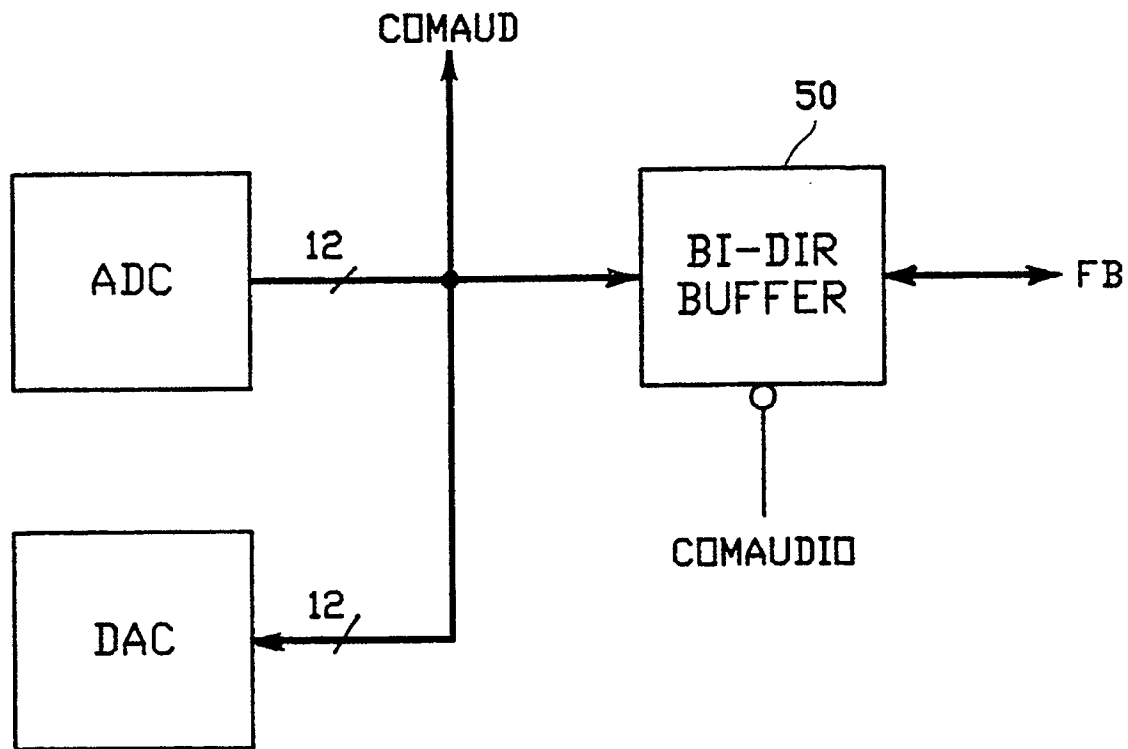 COMAUD
50
ADC
12
BI-DIR
BUFFER
FB
COMAUDIO
12
DAC